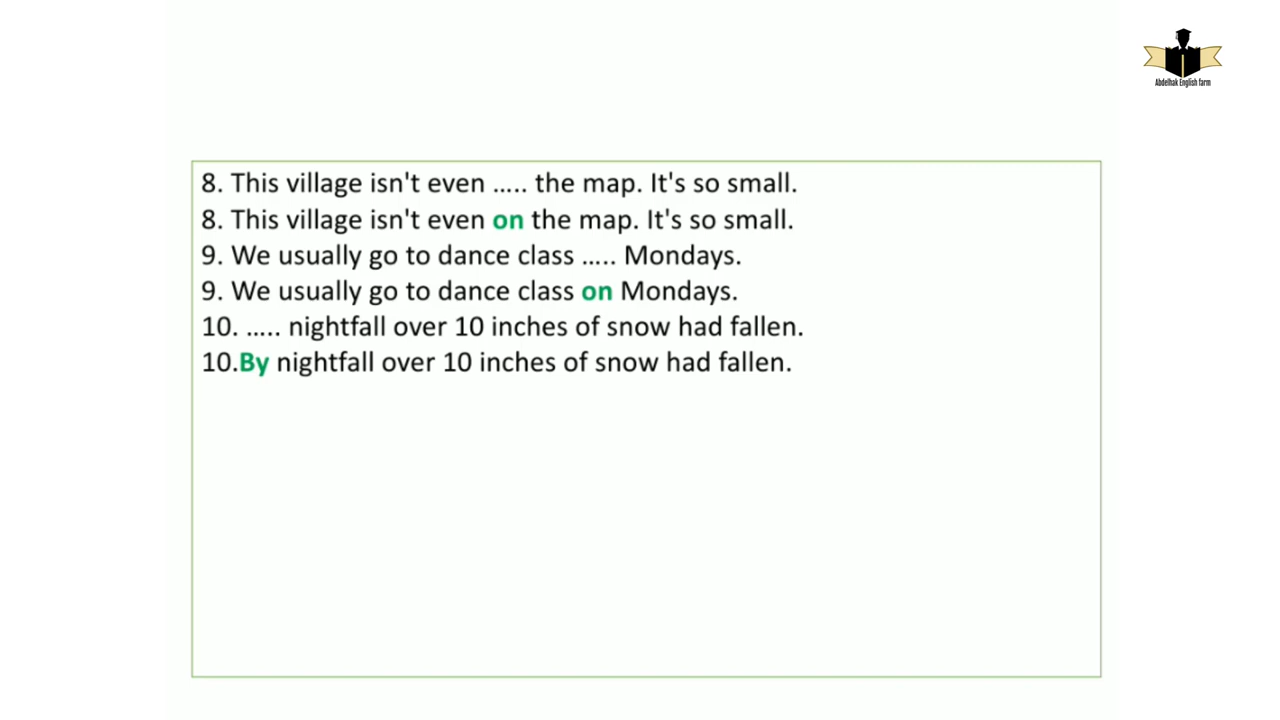 Abdelhak English farm
8. This village isn't even ..... the map. It's so small.
8. This village isn't even on the map. It's so small.
9. We usually go to dance class ..... Mondays.
9. We usually go to dance class on Mondays.
10. ..... nightfall over 10 inches of snow had fallen.
10.By nightfall over 10 inches of snow had fallen.